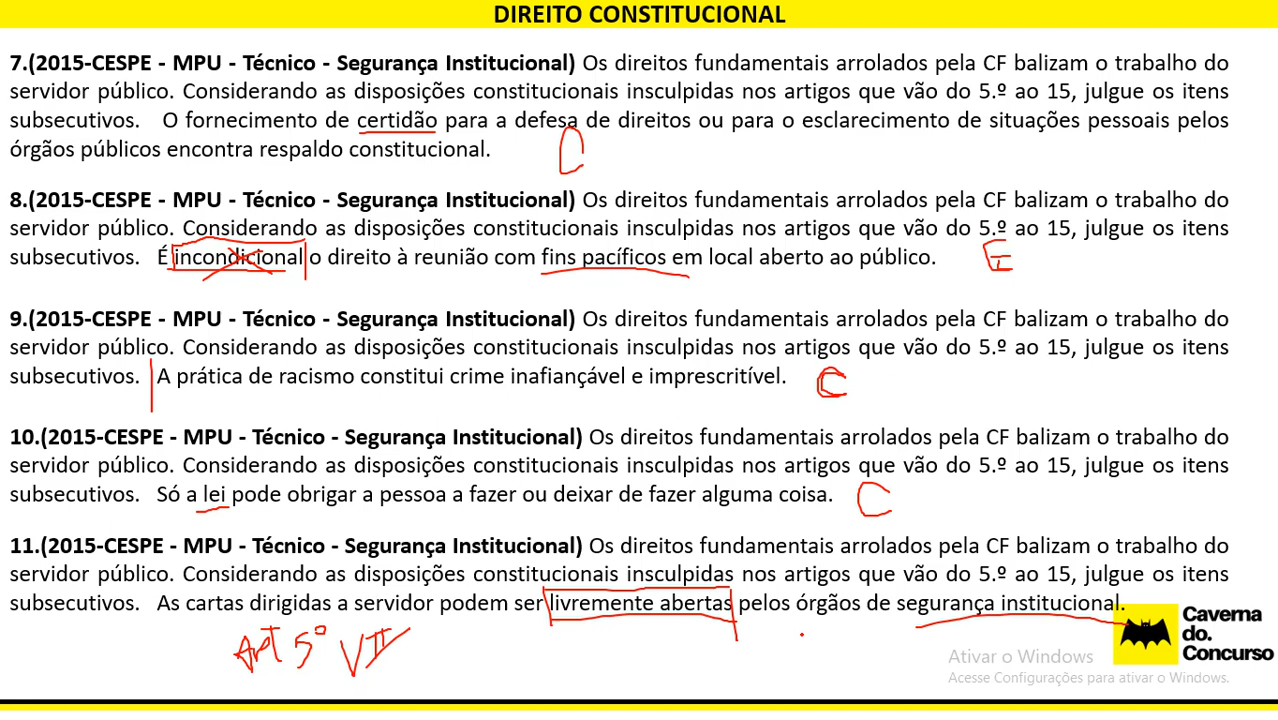 DIREITO CONSTITUCIONAL
7.(2015-CESPE - MPU - Técnico - Segurança Institucional) Os direitos fundamentais arrolados pela CF balizam o trabalho do
servidor público. Considerando as disposições constitucionais insculpidas nos artigos que vão do 5.º ao 15, julgue os itens
subsecutivos. O fornecimento de certidão para a defesa de direitos ou para o esclarecimento de situações pessoais pelos
órgãos públicos encontra respaldo constitucional. C
8.(2015-CESPE - MPU - Técnico - Segurança Institucional) Os direitos fundamentais arrolados pela CF balizam o trabalho do
servidor público. Considerando as disposições constitucionais insculpidas nos artigos que vão do 5.º ao 15, julgue os itens
subsecutivos. É incondicional o direito à reunião com fins pacíficos em local aberto ao público. E
9.(2015-CESPE - MPU - Técnico - Segurança Institucional) Os direitos fundamentais arrolados pela CF balizam o trabalho do
servidor público. Considerando as disposições constitucionais insculpidas nos artigos que vão do 5.º ao 15, julgue os itens
subsecutivos. A prática de racismo constitui crime inafiançável e imprescritível. C
10.(2015-CESPE - MPU - Técnico - Segurança Institucional) Os direitos fundamentais arrolados pela CF balizam o trabalho do
servidor público. Considerando as disposições constitucionais insculpidas nos artigos que vão do 5.º ao 15, julgue os itens
subsecutivos. Só a lei pode obrigar a pessoa a fazer ou deixar de fazer alguma coisa. C
11.(2015-CESPE - MPU - Técnico - Segurança Institucional) Os direitos fundamentais arrolados pela CF balizam o trabalho do
servidor público. Considerando as disposições constitucionais insculpidas nos artigos que vão do 5.º ao 15, julgue os itens
subsecutivos. As cartas dirigidas a servidor podem ser livremente abertas pelos órgãos de segurança institucional.
Art 5º VII
Caverna
do.
Concurso
Ativar o Windows
Acesse Configurações para ativar o Windows.